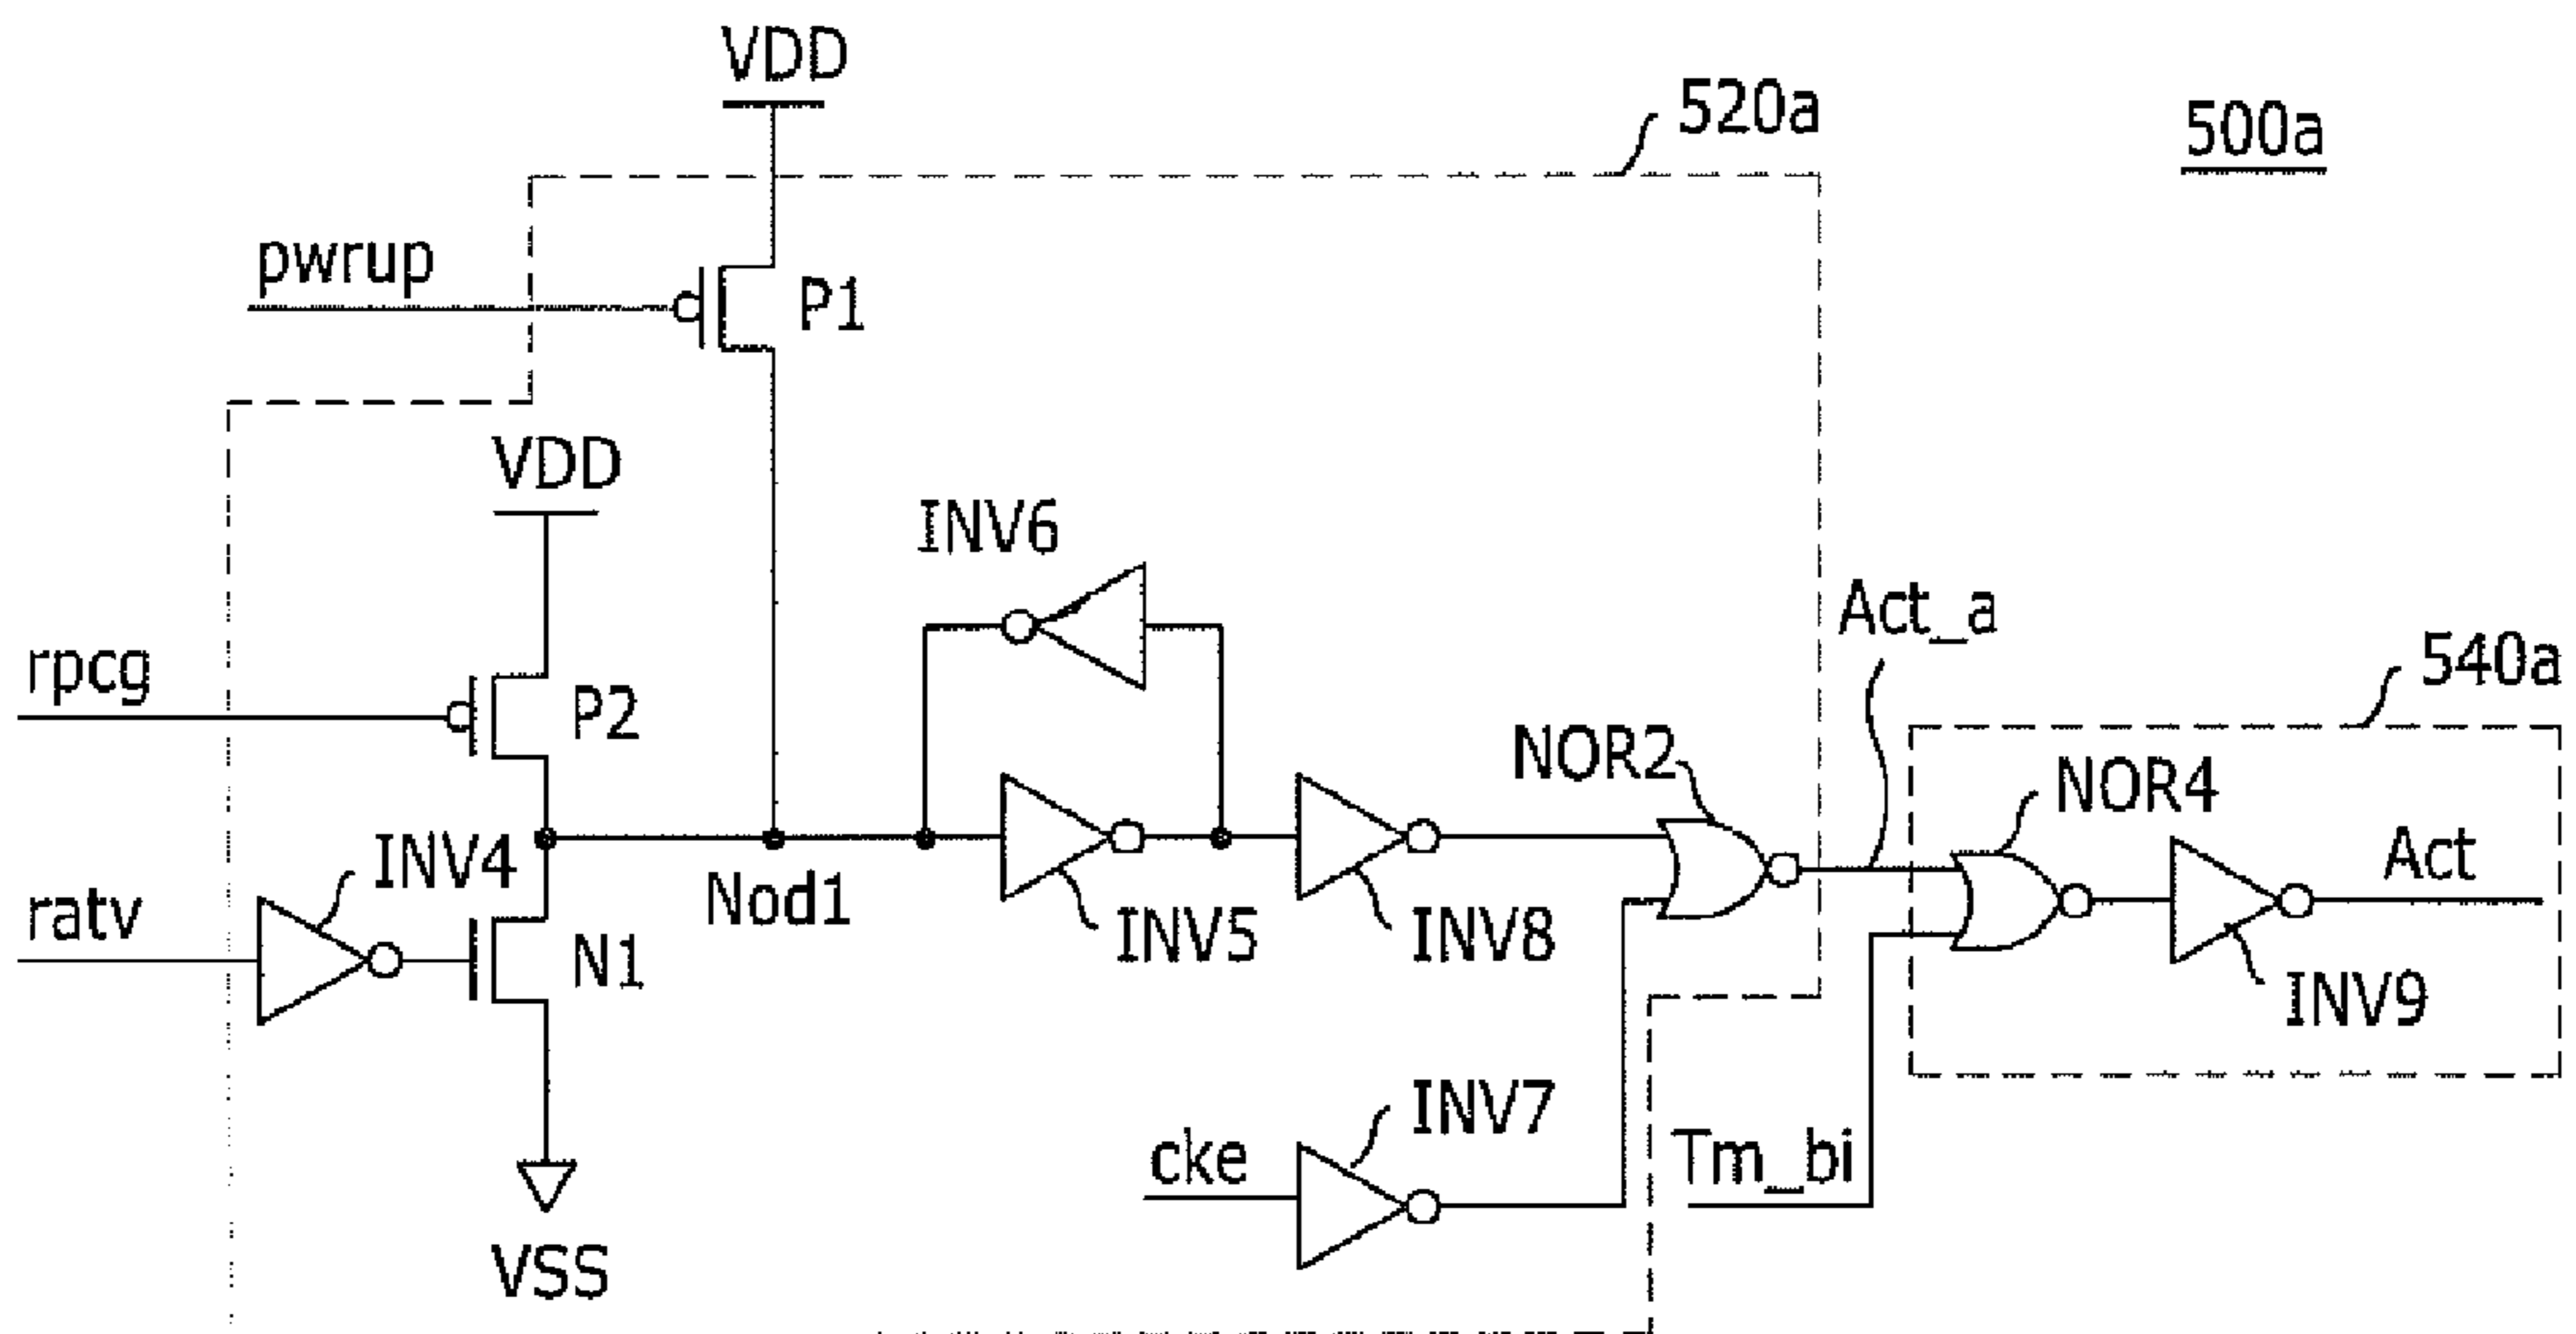 VDD
520a
500a
pwrup
P1
VDD
INV6
Act_a
rpcg
P2
540a
NOR2
NOR4
INV4
ratv
Nod1
N1
INV5
INV8
Act
INV9
INV7
cke
Tm_bi
VSS